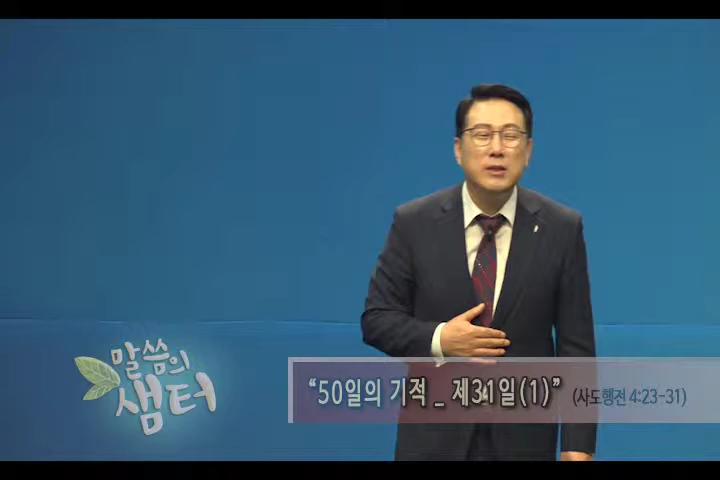 말씀의
샘터
“50일의 기적 _ 제31일(1)” (사도행전 4:23-31)